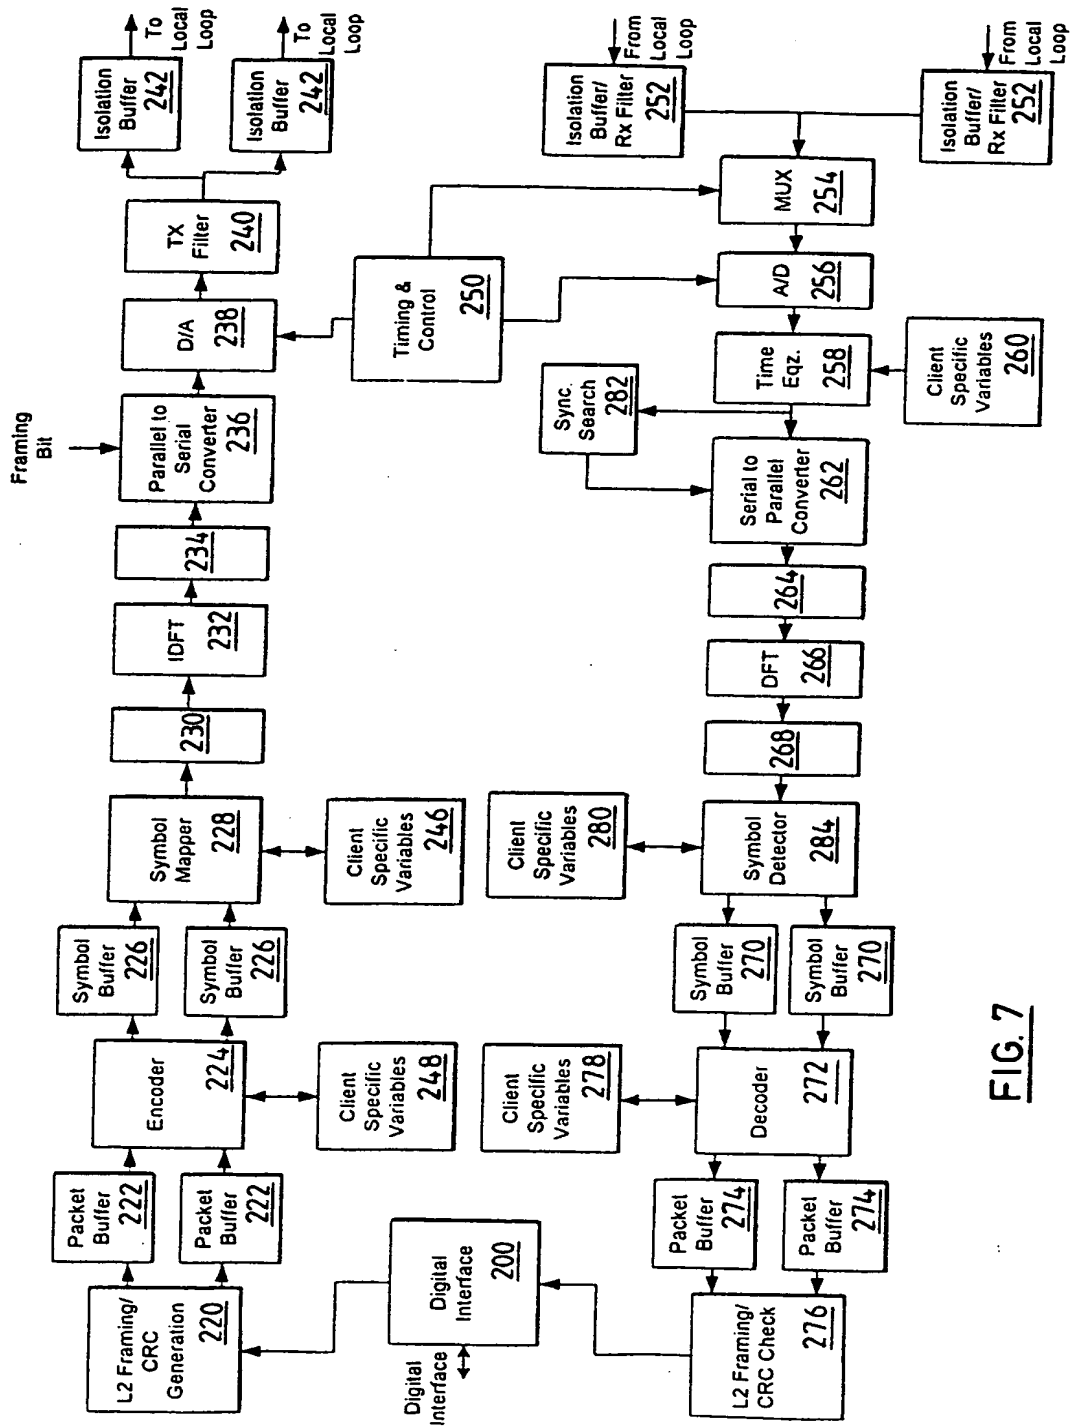 L2 Framing/
CRC
Generation
220
Packet
Buffer
222
Packet
Buffer
222
Encoder
224
Client
Specific
Variables
248
Symbol
Buffer
226
Symbol
Buffer
226
Symbol
Mapper
228
Client
Specific
Variables
246
230
IDFT
232
234
Framing
Bit
Parallel to
Serial
Converter
236
D/A
238
TX
Filter
240
Isolation
Buffer
242
To
Local
Loop
Isolation
Buffer
242
To
Local
Loop
Digital
Interface
Digital
Interface
200
Timing &
Control
250
From
Local
Loop
Isolation
Buffer/
Rx Filter
252
From
Local
Loop
Isolation
Buffer/
Rx Filter
252
MUX
254
A/D
256
Time
Eqz.
258
Client
Specific
Variables
260
Sync.
Search
282
Serial to
Parallel
Converter
262
264
DFT
266
268
Symbol
Detector
284
Client
Specific
Variables
280
Symbol
Buffer
270
Symbol
Buffer
270
Decoder
272
Client
Specific
Variables
278
Packet
Buffer
274
Packet
Buffer
274
L2 Framing/
CRC Check
276
FIG. 7